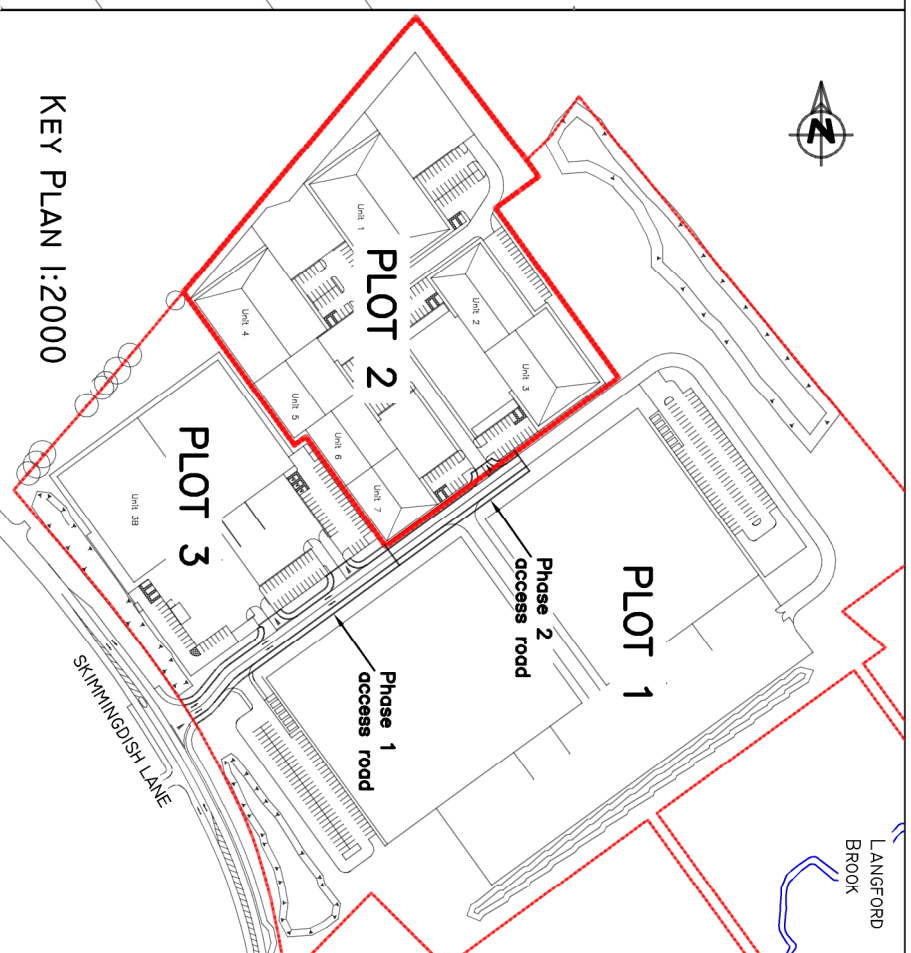 N
KEY PLAN 1:2000
PLOT 2
Unit 1
Unit 2
Unit 3
Unit 4
Unit 5
Unit 6
Unit 7
PLOT 3
Unit 3B
PLOT 1
Phase 2
access road
Phase 1
access road
SKIMMINGDISH LANE
LANGFORD
BROOK